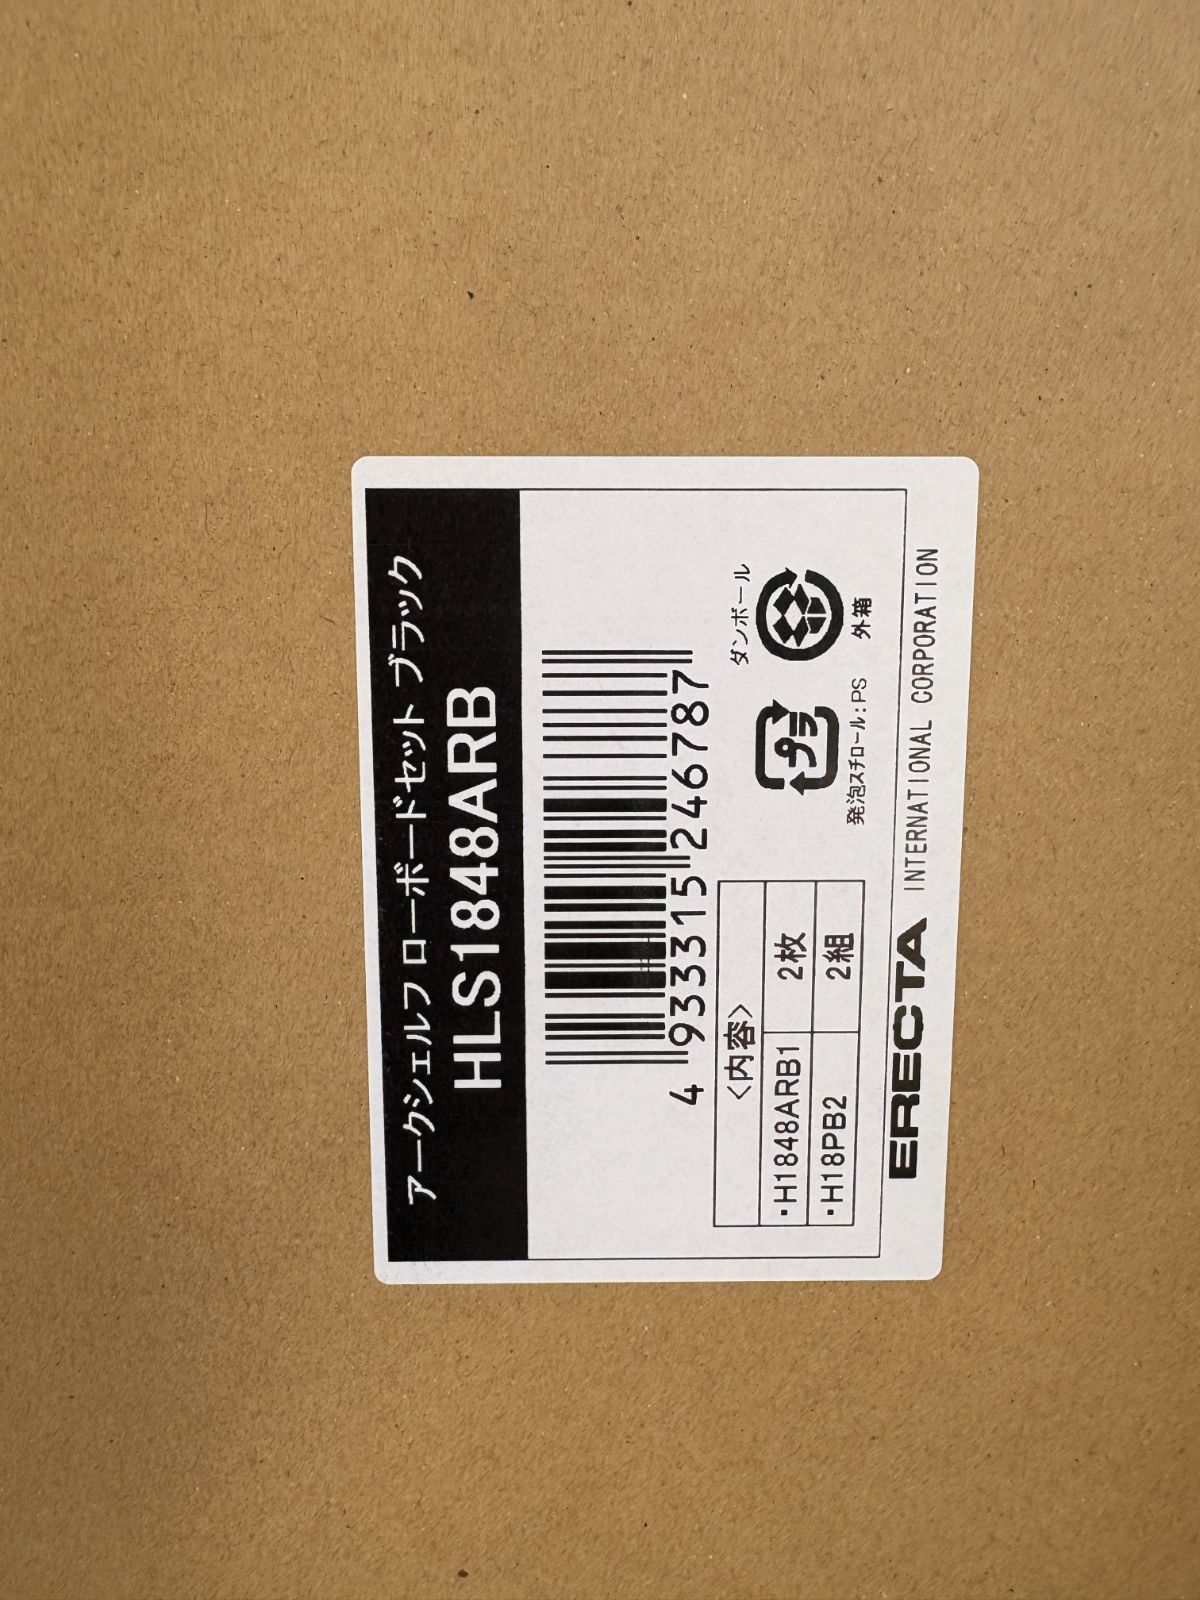 アークシェルフ ローボードセット ブラック
HLS1848ARB
4 933315 246787
<内容>
・H1848ARB1 2枚
・H18PB2 2組
プラ
発泡スチロール:PS
ダンボール
外箱
ERECTA INTERNATIONAL CORPORATION